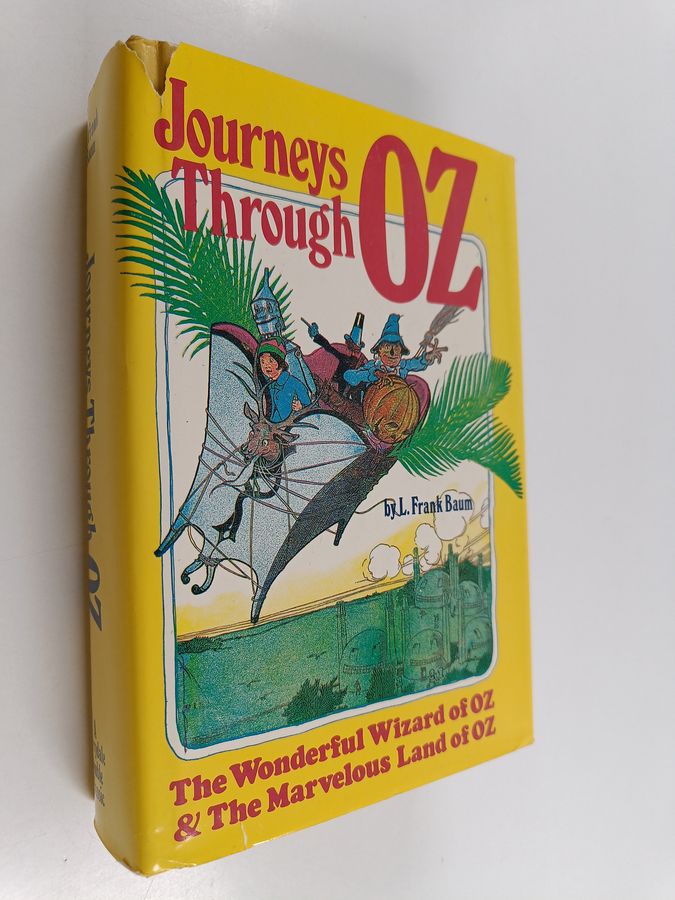 Journeys
Through
OZ
by L. Frank Baum
The Wonderful Wizard of OZ
& The Marvelous Land of OZ
Journeys Through OZ